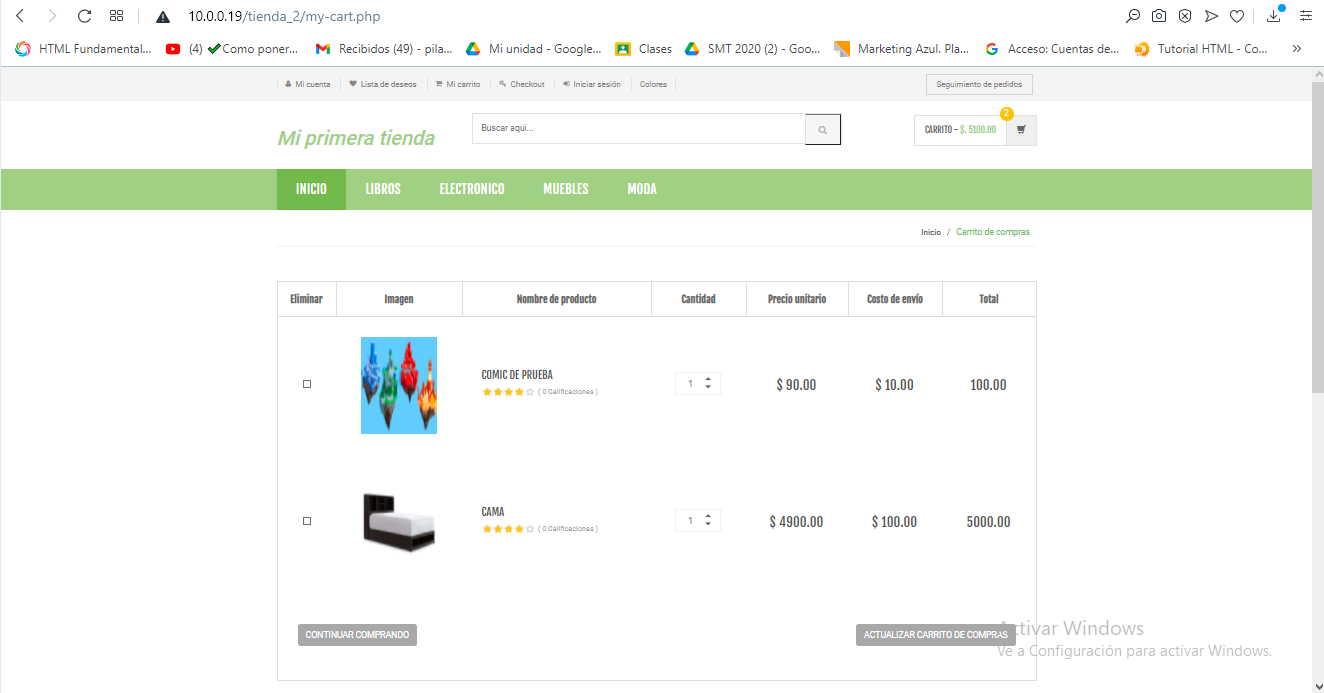 10.0.0.19/tienda_2/my-cart.php
HTML Fundamental... (4) ✔Como poner... Recibidos (49) - pila... Mi unidad - Google... Clases SMT 2020 (2) - Goo... Marketing Azul. Pla... Acceso: Cuentas de... Tutorial HTML - Co... »
Mi cuenta Lista de deseos Mi carrito Checkout Iniciar sesión Colores Seguimiento de pedidos
Mi primera tienda
Buscar aqui...
CARRITO - $. 5100.00
2
INICIO LIBROS ELECTRONICO MUEBLES MODA
Inicio / Carrito de compras
Eliminar Imagen Nombre de producto Cantidad Precio unitario Costo de envío Total
COMIC DE PRUEBA
( 0 Calificaciones )
1 $ 90.00 $ 10.00 100.00
CAMA
( 0 Calificaciones )
1 $ 4900.00 $ 100.00 5000.00
CONTINUAR COMPRANDO ACTUALIZAR CARRITO DE COMPRAS
Activar Windows
Ve a Configuración para activar Windows.